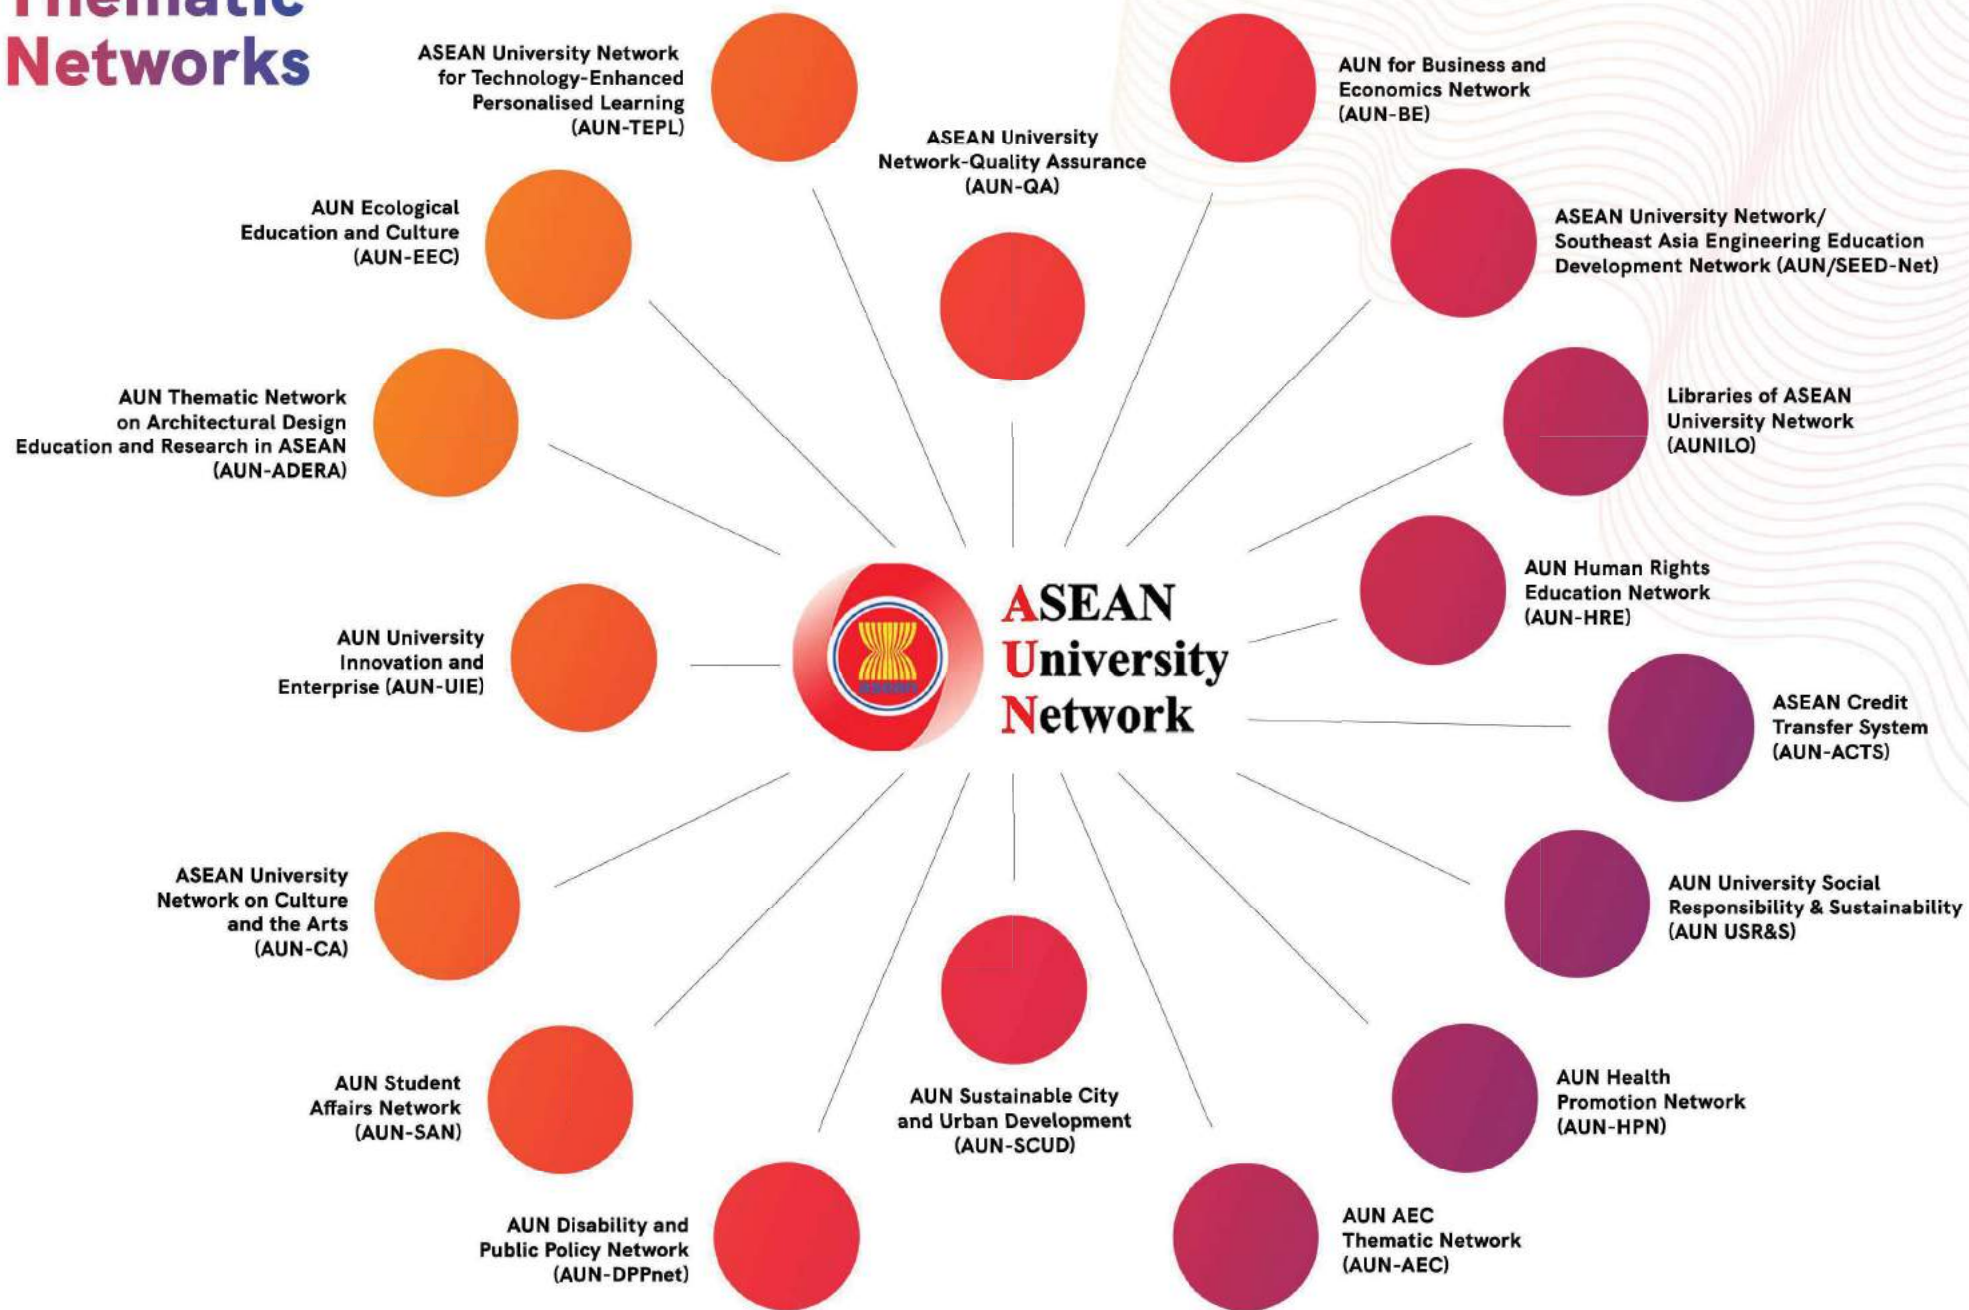 Thematic
Networks
ASEAN University Network
for Technology-Enhanced
Personalised Learning
(AUN-TEPL)
ASEAN University
Network-Quality Assurance
(AUN-QA)
AUN for Business and
Economics Network
(AUN-BE)
AUN Ecological
Education and Culture
(AUN-EEC)
ASEAN University Network/
Southeast Asia Engineering Education
Development Network (AUN/SEED-Net)
AUN Thematic Network
on Architectural Design
Education and Research in ASEAN
(AUN-ADERA)
Libraries of ASEAN
University Network
(AUNILO)
AUN Human Rights
Education Network
(AUN-HRE)
AUN University
Innovation and
Enterprise (AUN-UIE)
ASEAN
ASEAN
University
Network
ASEAN Credit
Transfer System
(AUN-ACTS)
ASEAN University
Network on Culture
and the Arts
(AUN-CA)
AUN University Social
Responsibility & Sustainability
(AUN USR&S)
AUN Student
Affairs Network
(AUN-SAN)
AUN Sustainable City
and Urban Development
(AUN-SCUD)
AUN Health
Promotion Network
(AUN-HPN)
AUN Disability and
Public Policy Network
(AUN-DPPnet)
AUN AEC
Thematic Network
(AUN-AEC)